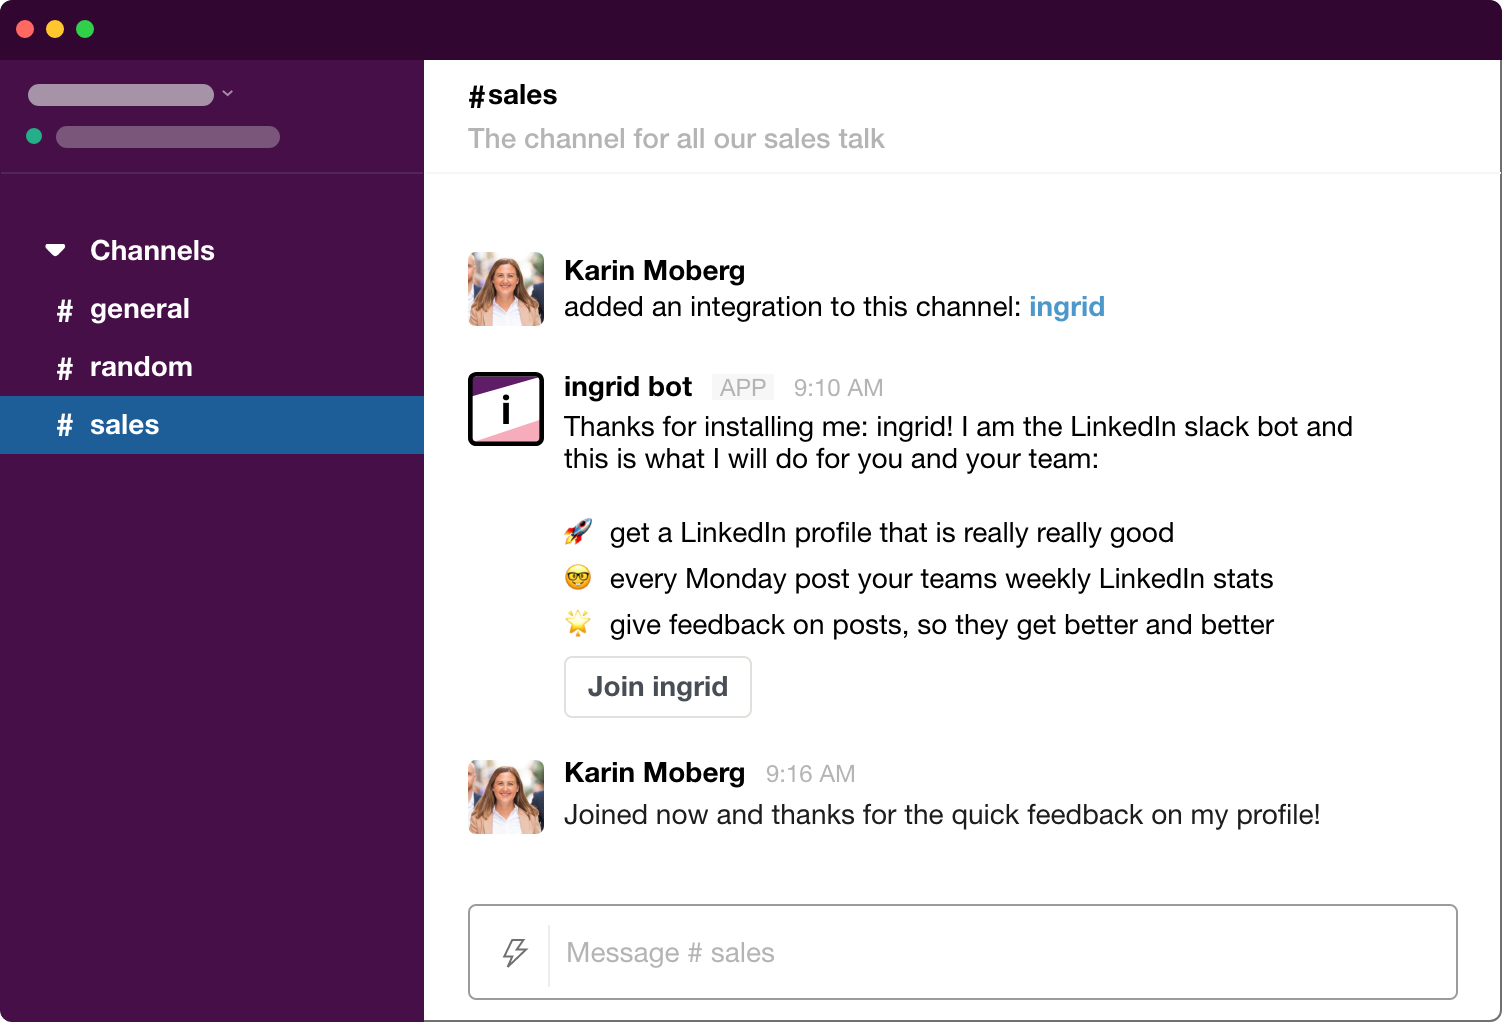 #sales
The channel for all our sales talk
Channels
# general
# random
# sales
Karin Moberg
added an integration to this channel: ingrid
i
ingrid bot APP 9:10 AM
Thanks for installing me: ingrid! I am the LinkedIn slack bot and
this is what I will do for you and your team:
🚀 get a LinkedIn profile that is really really good
🤓 every Monday post your teams weekly LinkedIn stats
🌟 give feedback on posts, so they get better and better
Join ingrid
Karin Moberg 9:16 AM
Joined now and thanks for the quick feedback on my profile!
Message # sales